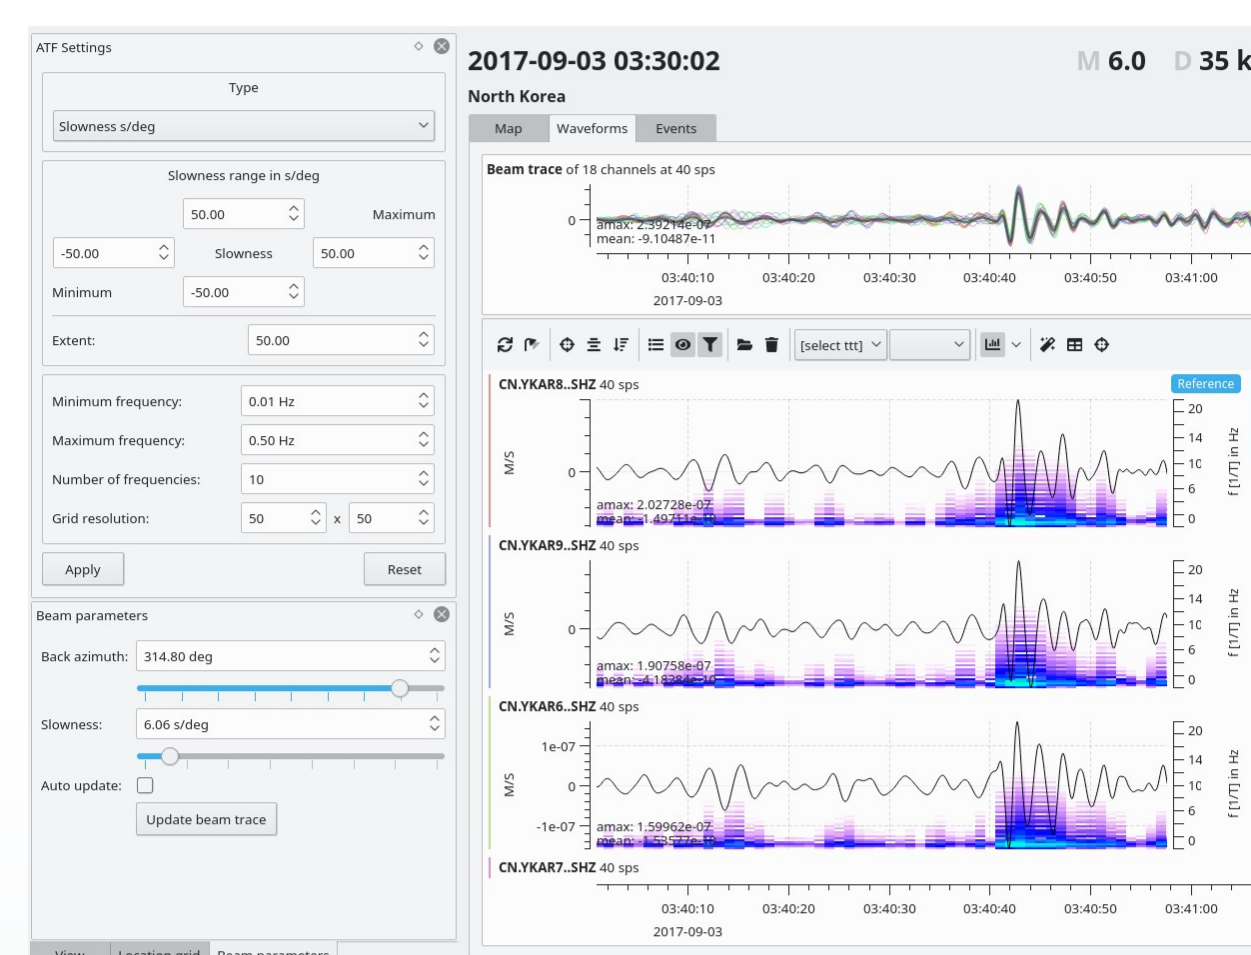 ATF Settings
Type
Slowness s/deg
Slowness range in s/deg
50.00 Maximum
-50.00 Slowness 50.00
Minimum -50.00
Extent: 50.00
Minimum frequency: 0.01 Hz
Maximum frequency: 0.50 Hz
Number of frequencies: 10
Grid resolution: 50 x 50
Apply Reset
Beam parameters
Back azimuth: 314.80 deg
Slowness: 6.06 s/deg
Auto update:
Update beam trace
View Location grid Beam parameters
2017-09-03 03:30:02 M 6.0 D 35 k
North Korea
Map Waveforms Events
Beam trace of 18 channels at 40 sps
0
amax: 2.39214e-07
mean: -9.10487e-11
03:40:10 03:40:20 03:40:30 03:40:40 03:40:50 03:41:00
2017-09-03
[select ttt]
CN.YKAR8..SHZ 40 sps Reference
M/S
0
amax: 2.02728e-07
20
14
10
6
0
f [1/T] in Hz
CN.YKAR9..SHZ 40 sps
M/S
0
amax: 1.90758e-07
20
14
10
6
0
f [1/T] in Hz
CN.YKAR6..SHZ 40 sps
M/S
1e-07
0
-1e-07
amax: 1.59962e-07
20
14
10
6
0
f [1/T] in Hz
CN.YKAR7..SHZ 40 sps
03:40:10 03:40:20 03:40:30 03:40:40 03:40:50 03:41:00
2017-09-03